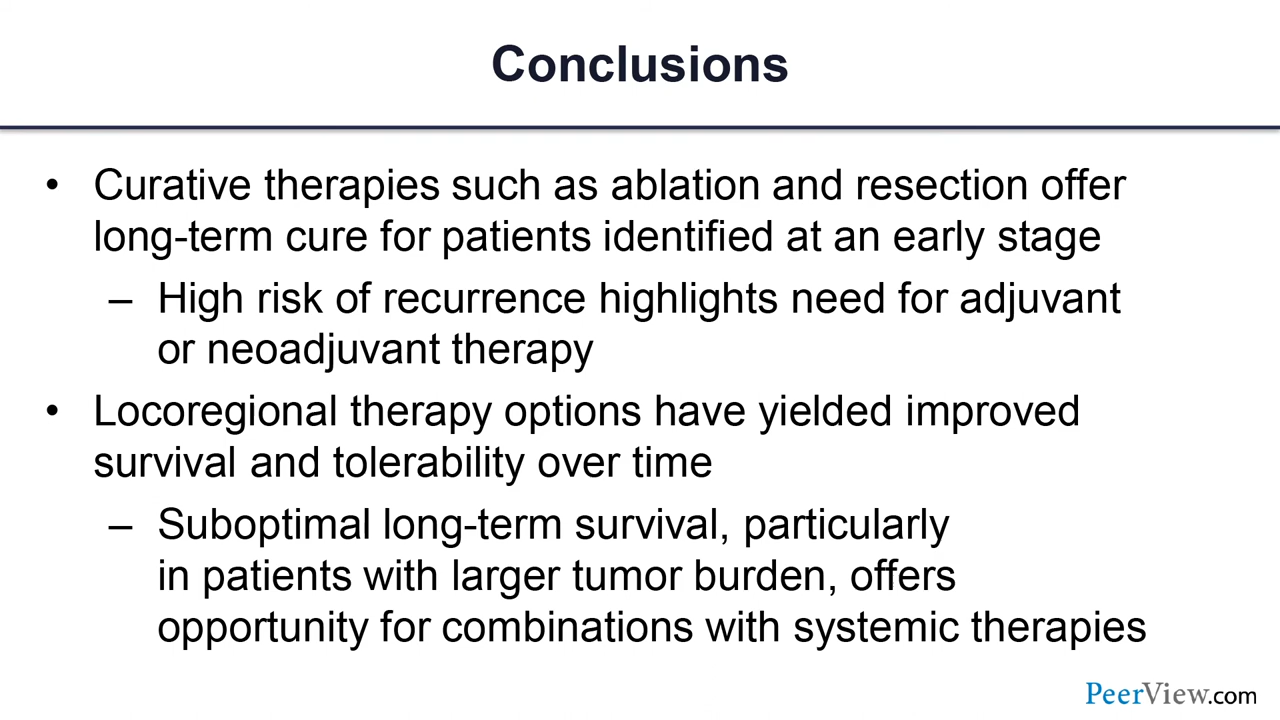 Conclusions
• Curative therapies such as ablation and resection offer
long-term cure for patients identified at an early stage
– High risk of recurrence highlights need for adjuvant
or neoadjuvant therapy
• Locoregional therapy options have yielded improved
survival and tolerability over time
– Suboptimal long-term survival, particularly
in patients with larger tumor burden, offers
opportunity for combinations with systemic therapies
PeerView.com